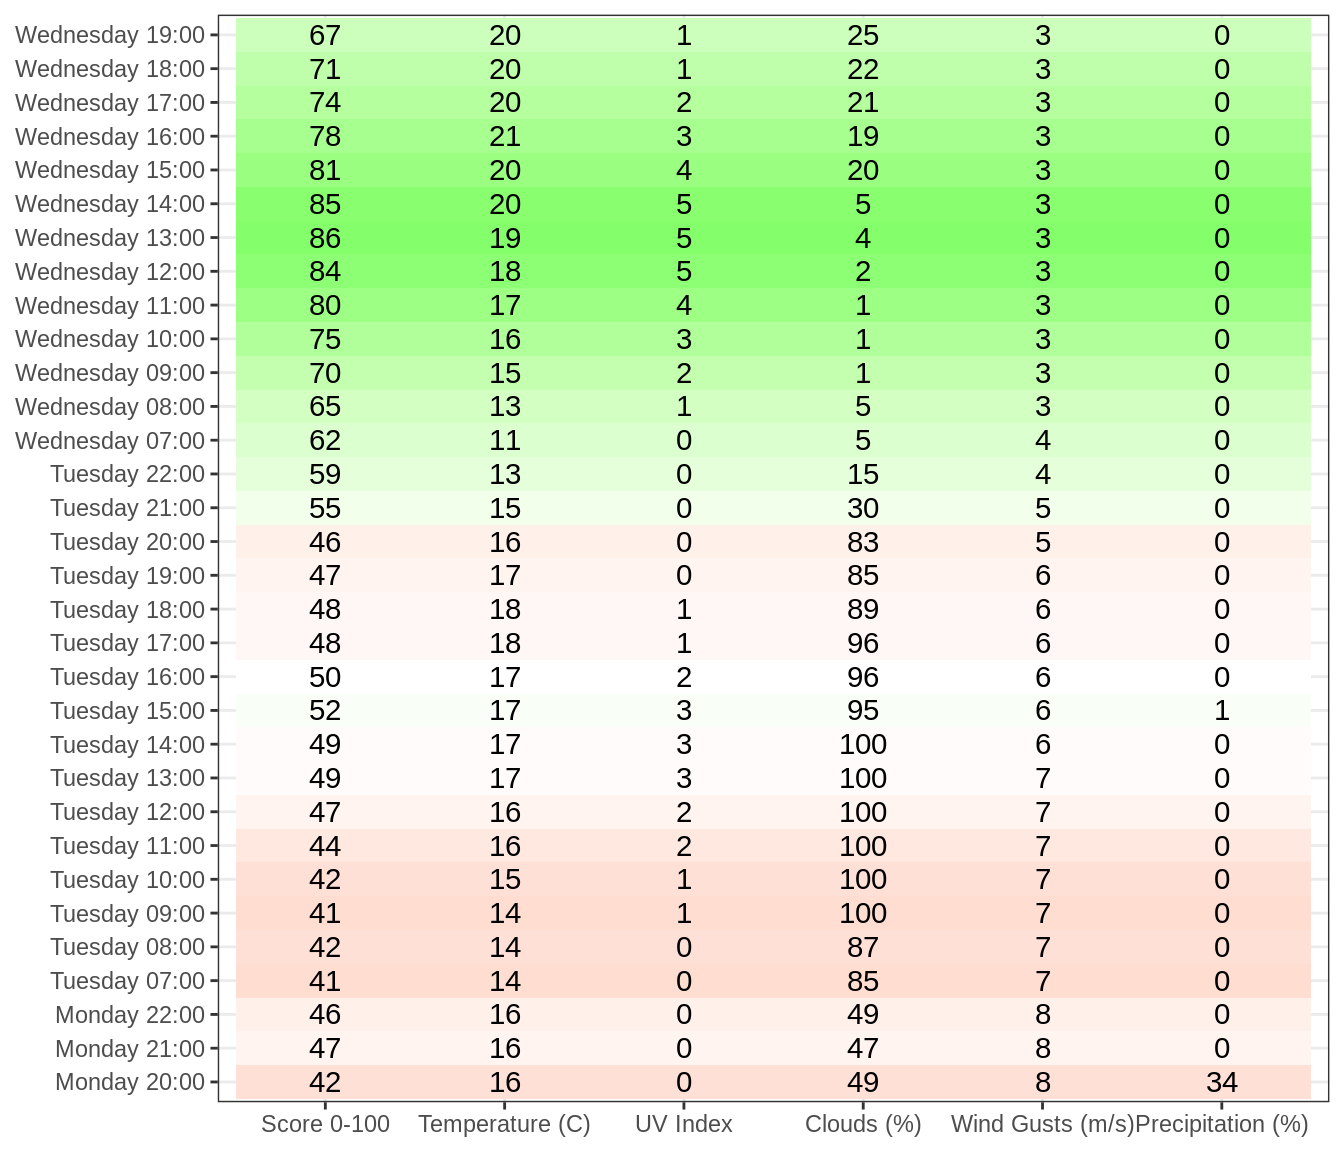 Wednesday 19:00 67 20 1 25 3 0
Wednesday 18:00 71 20 1 22 3 0
Wednesday 17:00 74 20 2 21 3 0
Wednesday 16:00 78 21 3 19 3 0
Wednesday 15:00 81 20 4 20 3 0
Wednesday 14:00 85 20 5 5 3 0
Wednesday 13:00 86 19 5 4 3 0
Wednesday 12:00 84 18 5 2 3 0
Wednesday 11:00 80 17 4 1 3 0
Wednesday 10:00 75 16 3 1 3 0
Wednesday 09:00 70 15 2 1 3 0
Wednesday 08:00 65 13 1 5 3 0
Wednesday 07:00 62 11 0 5 4 0
Tuesday 22:00 59 13 0 15 4 0
Tuesday 21:00 55 15 0 30 5 0
Tuesday 20:00 46 16 0 83 5 0
Tuesday 19:00 47 17 0 85 6 0
Tuesday 18:00 48 18 1 89 6 0
Tuesday 17:00 48 18 1 96 6 0
Tuesday 16:00 50 17 2 96 6 0
Tuesday 15:00 52 17 3 95 6 1
Tuesday 14:00 49 17 3 100 6 0
Tuesday 13:00 49 17 3 100 7 0
Tuesday 12:00 47 16 2 100 7 0
Tuesday 11:00 44 16 2 100 7 0
Tuesday 10:00 42 15 1 100 7 0
Tuesday 09:00 41 14 1 100 7 0
Tuesday 08:00 42 14 0 87 7 0
Tuesday 07:00 41 14 0 85 7 0
Monday 22:00 46 16 0 49 8 0
Monday 21:00 47 16 0 47 8 0
Monday 20:00 42 16 0 49 8 34
Score 0-100 Temperature (C) UV Index Clouds (%) Wind Gusts (m/s) Precipitation (%)